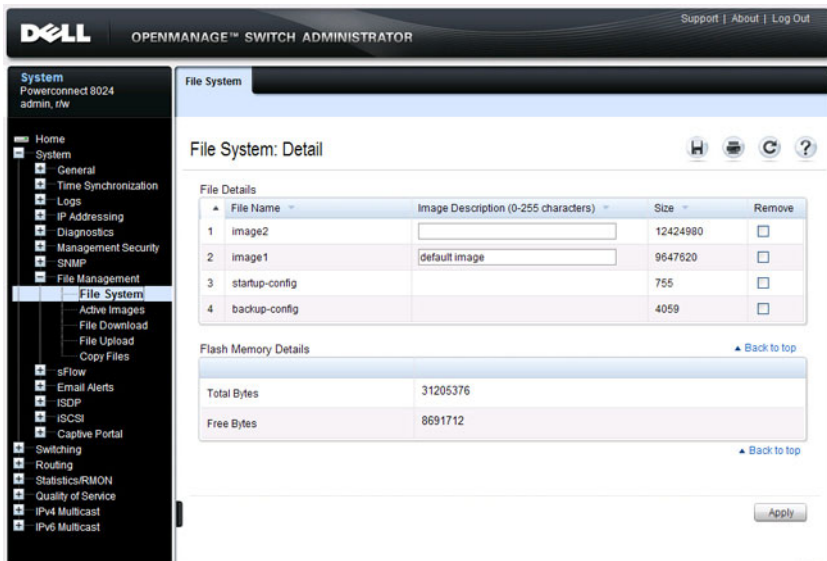 DELL
OPENMANAGE™ SWITCH ADMINISTRATOR
Support | About | Log Out
System
Powerconnect 8024
admin, r/w
Home
System
General
Time Synchronization
Logs
IP Addressing
Diagnostics
Management Security
SNMP
File Management
File System
Active Images
File Download
File Upload
Copy Files
sFlow
Email Alerts
ISDP
iSCSI
Captive Portal
Switching
Routing
Statistics/RMON
Quality of Service
IPv4 Multicast
IPv6 Multicast
File System
File System: Detail
File Details
File Name Image Description (0-255 characters) Size Remove
1 image2 12424980
2 image1 default image 9647620
3 startup-config 755
4 backup-config 4059
Flash Memory Details
Back to top
Total Bytes 31205376
Free Bytes 8691712
Back to top
Apply